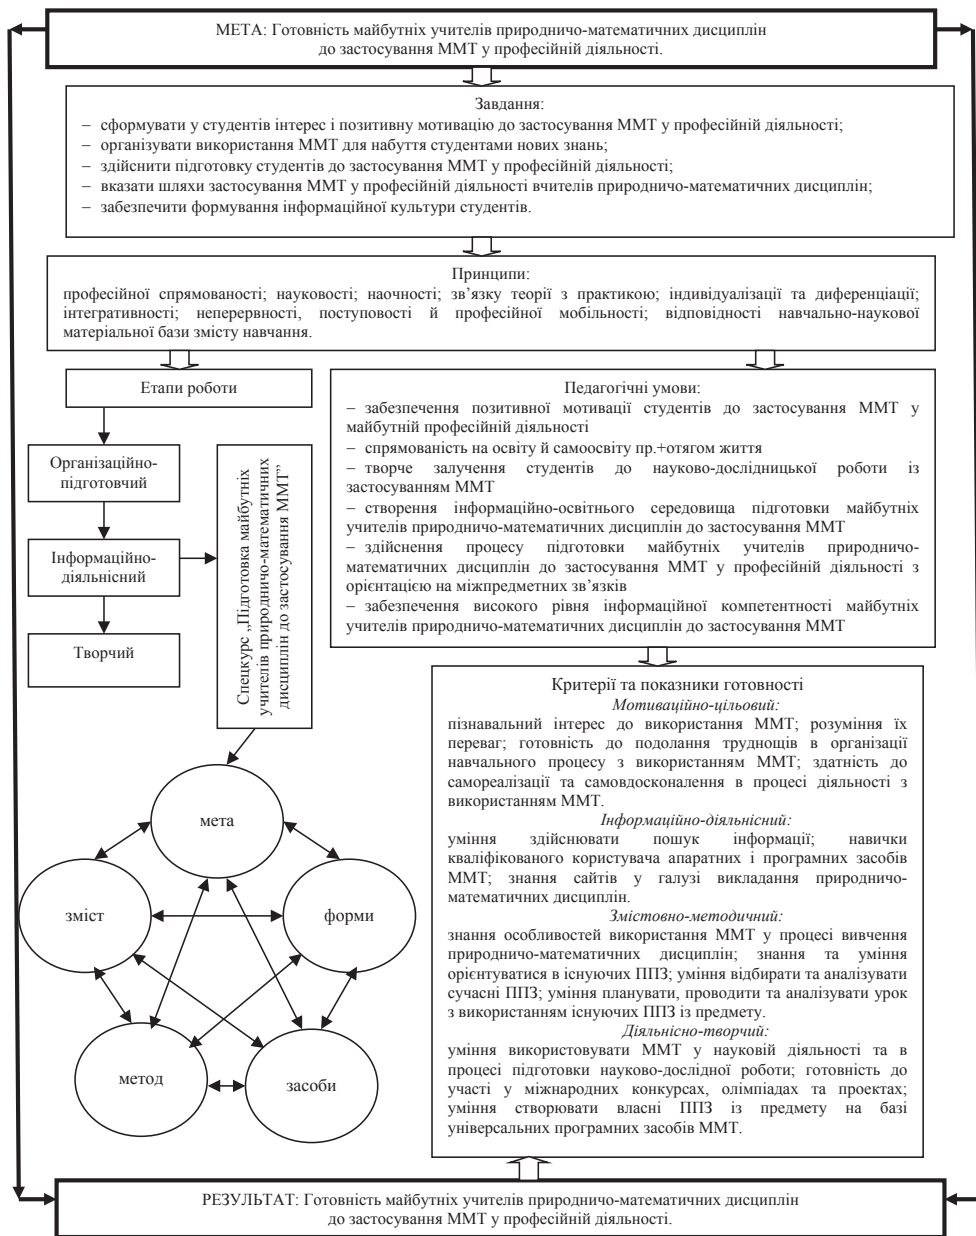 МЕТА: Готовність майбутніх учителів природничо-математичних дисциплін
до застосування ММТ у професійній діяльності.
Завдання:
– сформувати у студентів інтерес і позитивну мотивацію до застосування ММТ у професійній діяльності;
– організувати використання ММТ для набуття студентами нових знань;
– здійснити підготовку студентів до застосування ММТ у професійній діяльності;
– вказати шляхи застосування ММТ у професійній діяльності вчителів природничо-математичних дисциплін;
– забезпечити формування інформаційної культури студентів.
Принципи:
професійної спрямованості; науковості; наочності; зв’язку теорії з практикою; індивідуалізації та диференціації;
інтегративності; неперервності, поступовості й професійної мобільності; відповідності навчально-наукової
матеріальної бази змісту навчання.
Етапи роботи
Організаційно-
підготовчий
Інформаційно-
діяльнісний
Творчий
Спецкурс „Підготовка майбутніх
учителів природничо-математичних
дисциплін до застосування ММТ”
Педагогічні умови:
– забезпечення позитивної мотивації студентів до застосування ММТ у
майбутній професійній діяльності
– спрямованість на освіту й самоосвіту пр.+отягом життя
– творче залучення студентів до науково-дослідницької роботи із
застосуванням ММТ
– створення інформаційно-освітнього середовища підготовки майбутніх
учителів природничо-математичних дисциплін до застосування ММТ
– здійснення процесу підготовки майбутніх учителів природничо-
математичних дисциплін до застосування ММТ у професійній діяльності з
орієнтацією на міжпредметних зв’язків
– забезпечення високого рівня інформаційної компетентності майбутніх
учителів природничо-математичних дисциплін до застосування ММТ
мета
зміст
форми
метод
засоби
Критерії та показники готовності
Мотиваційно-цільовий:
пізнавальний інтерес до використання ММТ; розуміння їх
переваг; готовність до подолання труднощів в організації
навчального процесу з використанням ММТ; здатність до
самореалізації та самовдосконалення в процесі діяльності з
використанням ММТ.
Інформаційно-діяльнісний:
уміння здійснювати пошук інформації; навички
кваліфікованого користувача апаратних і програмних засобів
ММТ; знання сайтів у галузі викладання природничо-
математичних дисциплін.
Змістовно-методичний:
знання особливостей використання ММТ у процесі вивчення
природничо-математичних дисциплін; знання та уміння
орієнтуватися в існуючих ППЗ; уміння відбирати та аналізувати
сучасні ППЗ; уміння планувати, проводити та аналізувати урок
з використанням існуючих ППЗ із предмету.
Діяльнісно-творчий:
уміння використовувати ММТ у науковій діяльності та в
процесі підготовки науково-дослідної роботи; готовність до
участі у міжнародних конкурсах, олімпіадах та проектах;
уміння створювати власні ППЗ із предмету на базі
універсальних програмних засобів ММТ.
РЕЗУЛЬТАТ: Готовність майбутніх учителів природничо-математичних дисциплін
до застосування ММТ у професійній діяльності.